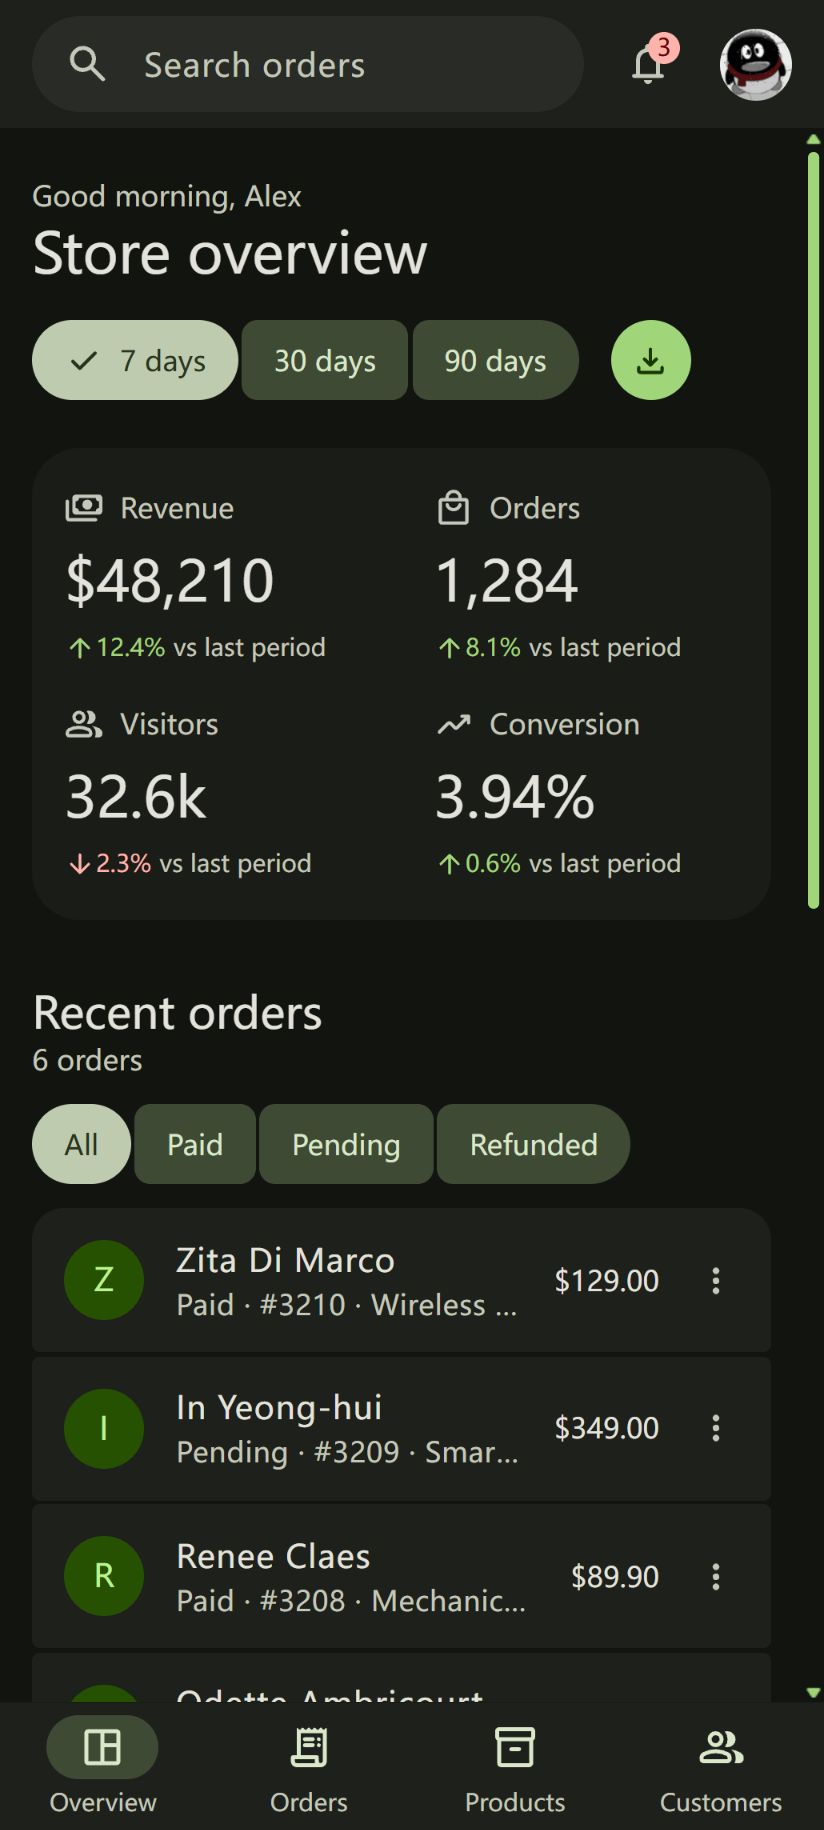 Search orders
3
Good morning, Alex
Store overview
7 days
30 days
90 days
Revenue
Orders
$48,210
1,284
12.4% vs last period
8.1% vs last period
Visitors
Conversion
32.6k
3.94%
2.3% vs last period
0.6% vs last period
Recent orders
6 orders
All
Paid
Pending
Refunded
Z
Zita Di Marco
Paid · #3210 · Wireless ...
$129.00
I
In Yeong-hui
Pending · #3209 · Smar...
$349.00
R
Renee Claes
Paid · #3208 · Mechanic...
$89.90
Odette Ambricourt
Overview
Orders
Products
Customers